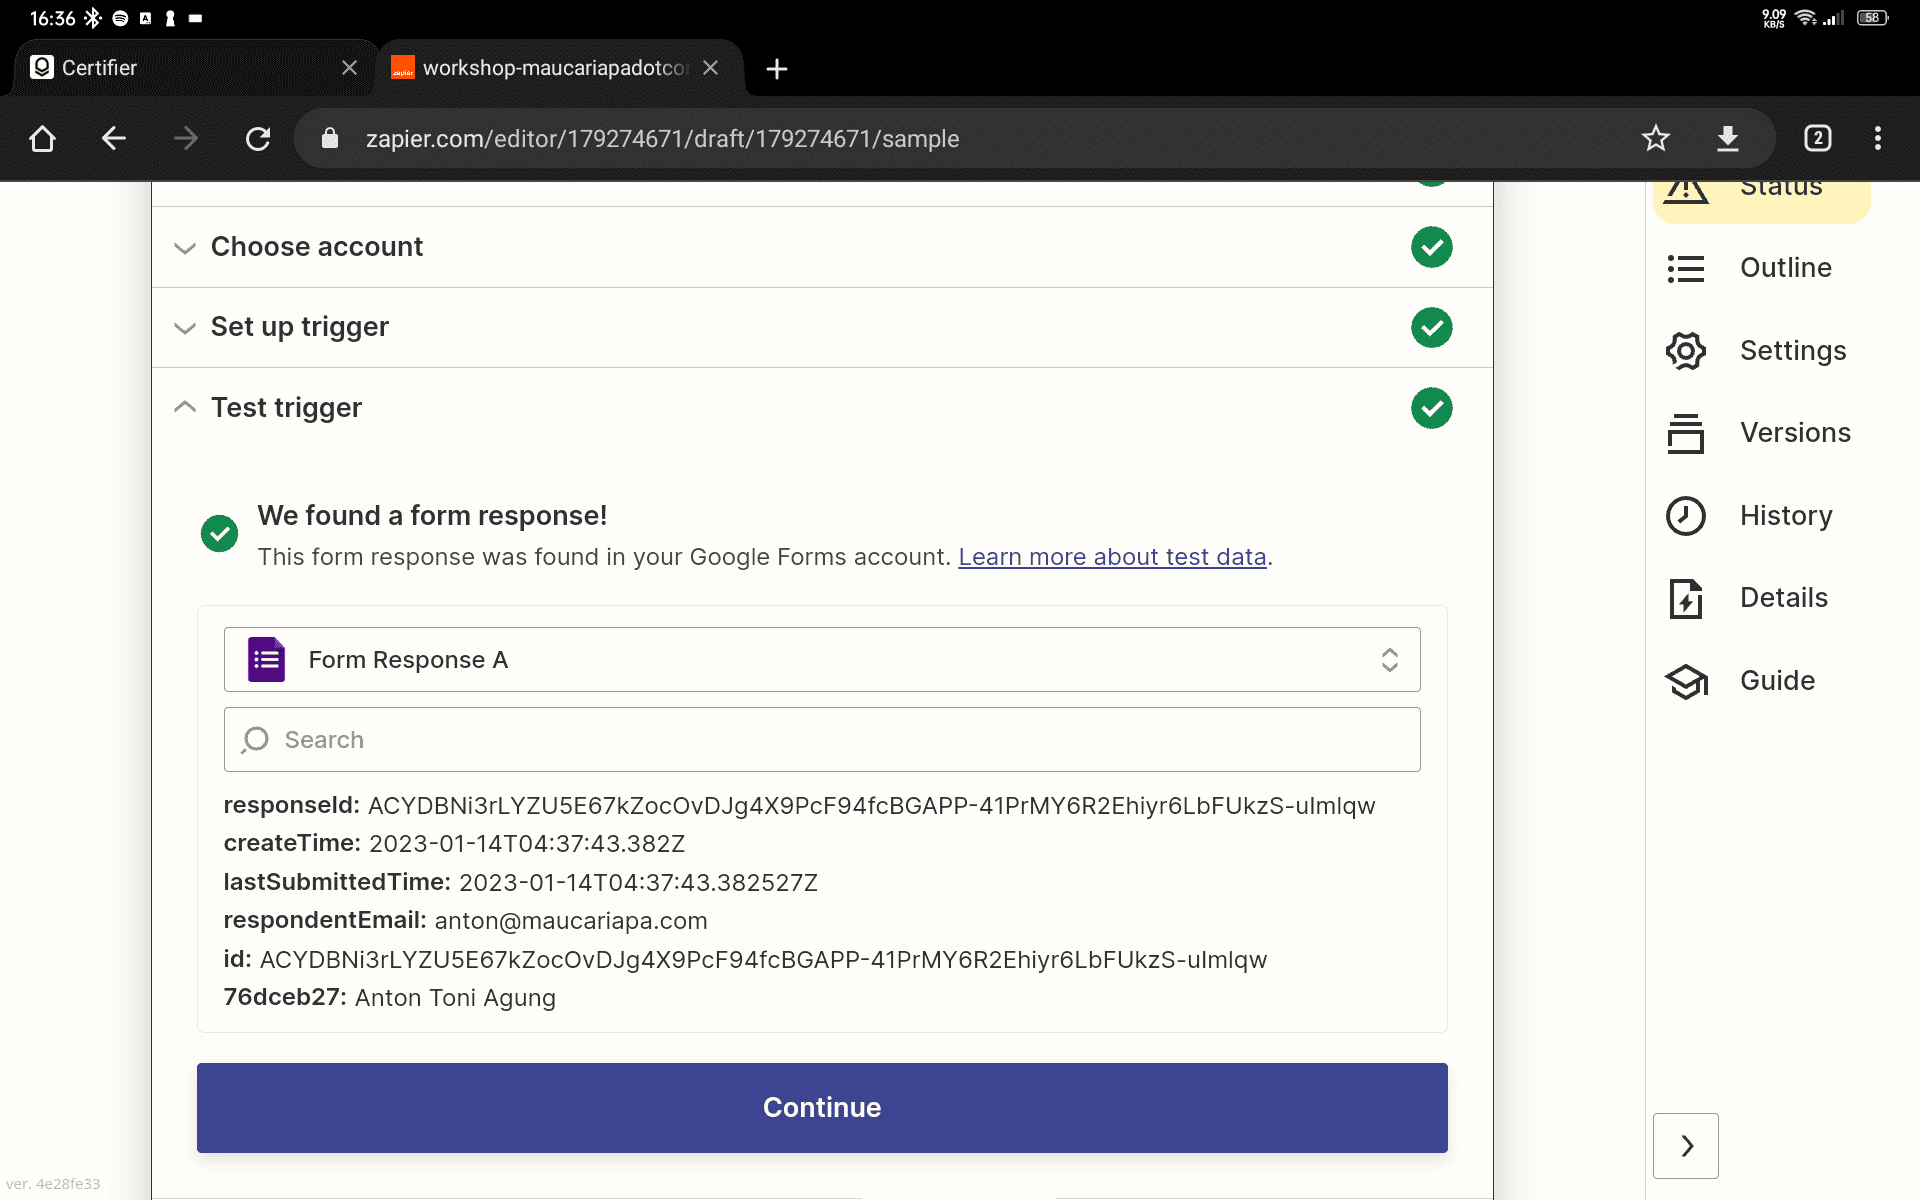 16:36
9.09
KB/S
58
Certifier
workshop-maucariapadotcor
zapier.com/editor/179274671/draft/179274671/sample
2
Status
Choose account
Outline
Set up trigger
Settings
Test trigger
Versions
We found a form response!
History
This form response was found in your Google Forms account. Learn more about test data.
Details
Form Response A
Guide
Search
responseId: ACYDBNi3rLYZU5E67kZocOvDJg4X9PcF94fcBGAPP-41PrMY6R2Ehiyr6LbFUkzS-uImlqw
createTime: 2023-01-14T04:37:43.382Z
lastSubmittedTime: 2023-01-14T04:37:43.382527Z
respondentEmail: anton@maucariapa.com
id: ACYDBNi3rLYZU5E67kZocOvDJg4X9PcF94fcBGAPP-41PrMY6R2Ehiyr6LbFUkzS-uImlqw
76dceb27: Anton Toni Agung
Continue
ver. 4e28fe33